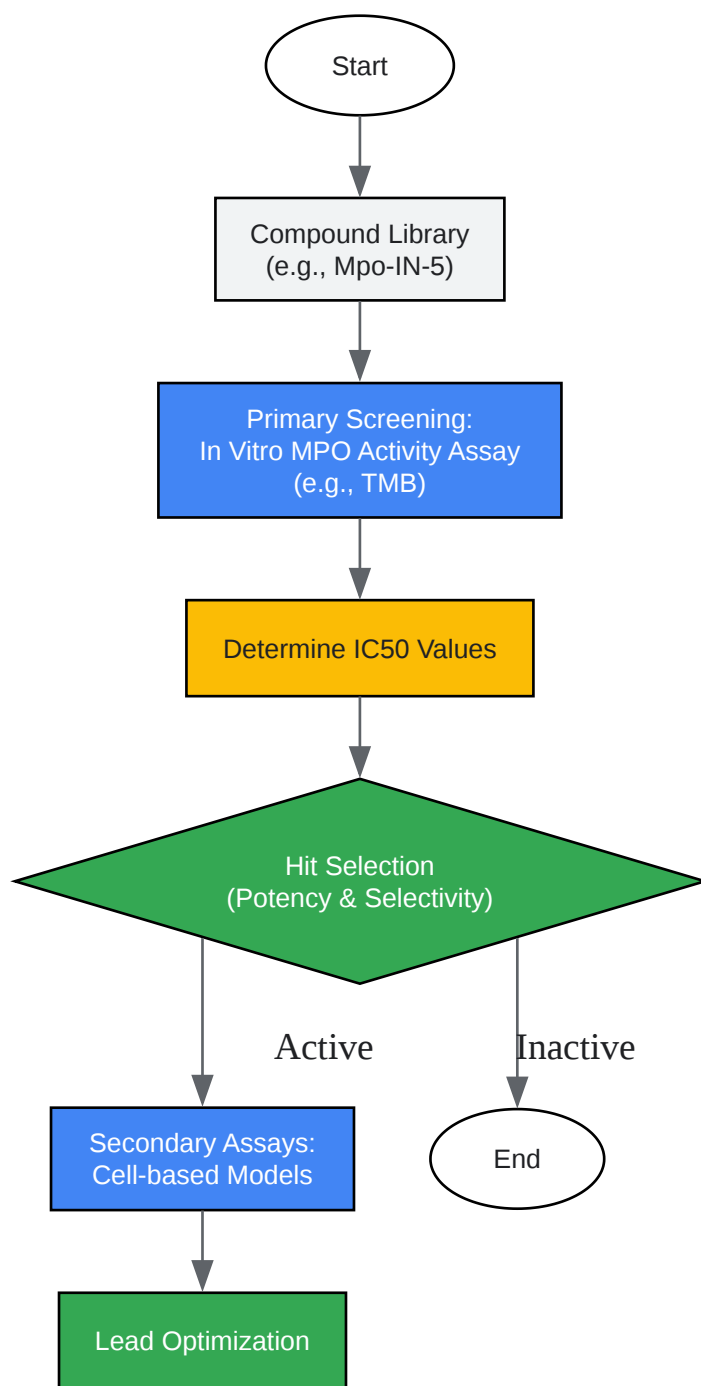 Start
Compound Library
(e.g., Mpo-IN-5)
Primary Screening:
In Vitro MPO Activity Assay
(e.g., TMB)
Determine IC50 Values
Hit Selection
(Potency & Selectivity)
Active
Inactive
Secondary Assays:
Cell-based Models
End
Lead Optimization